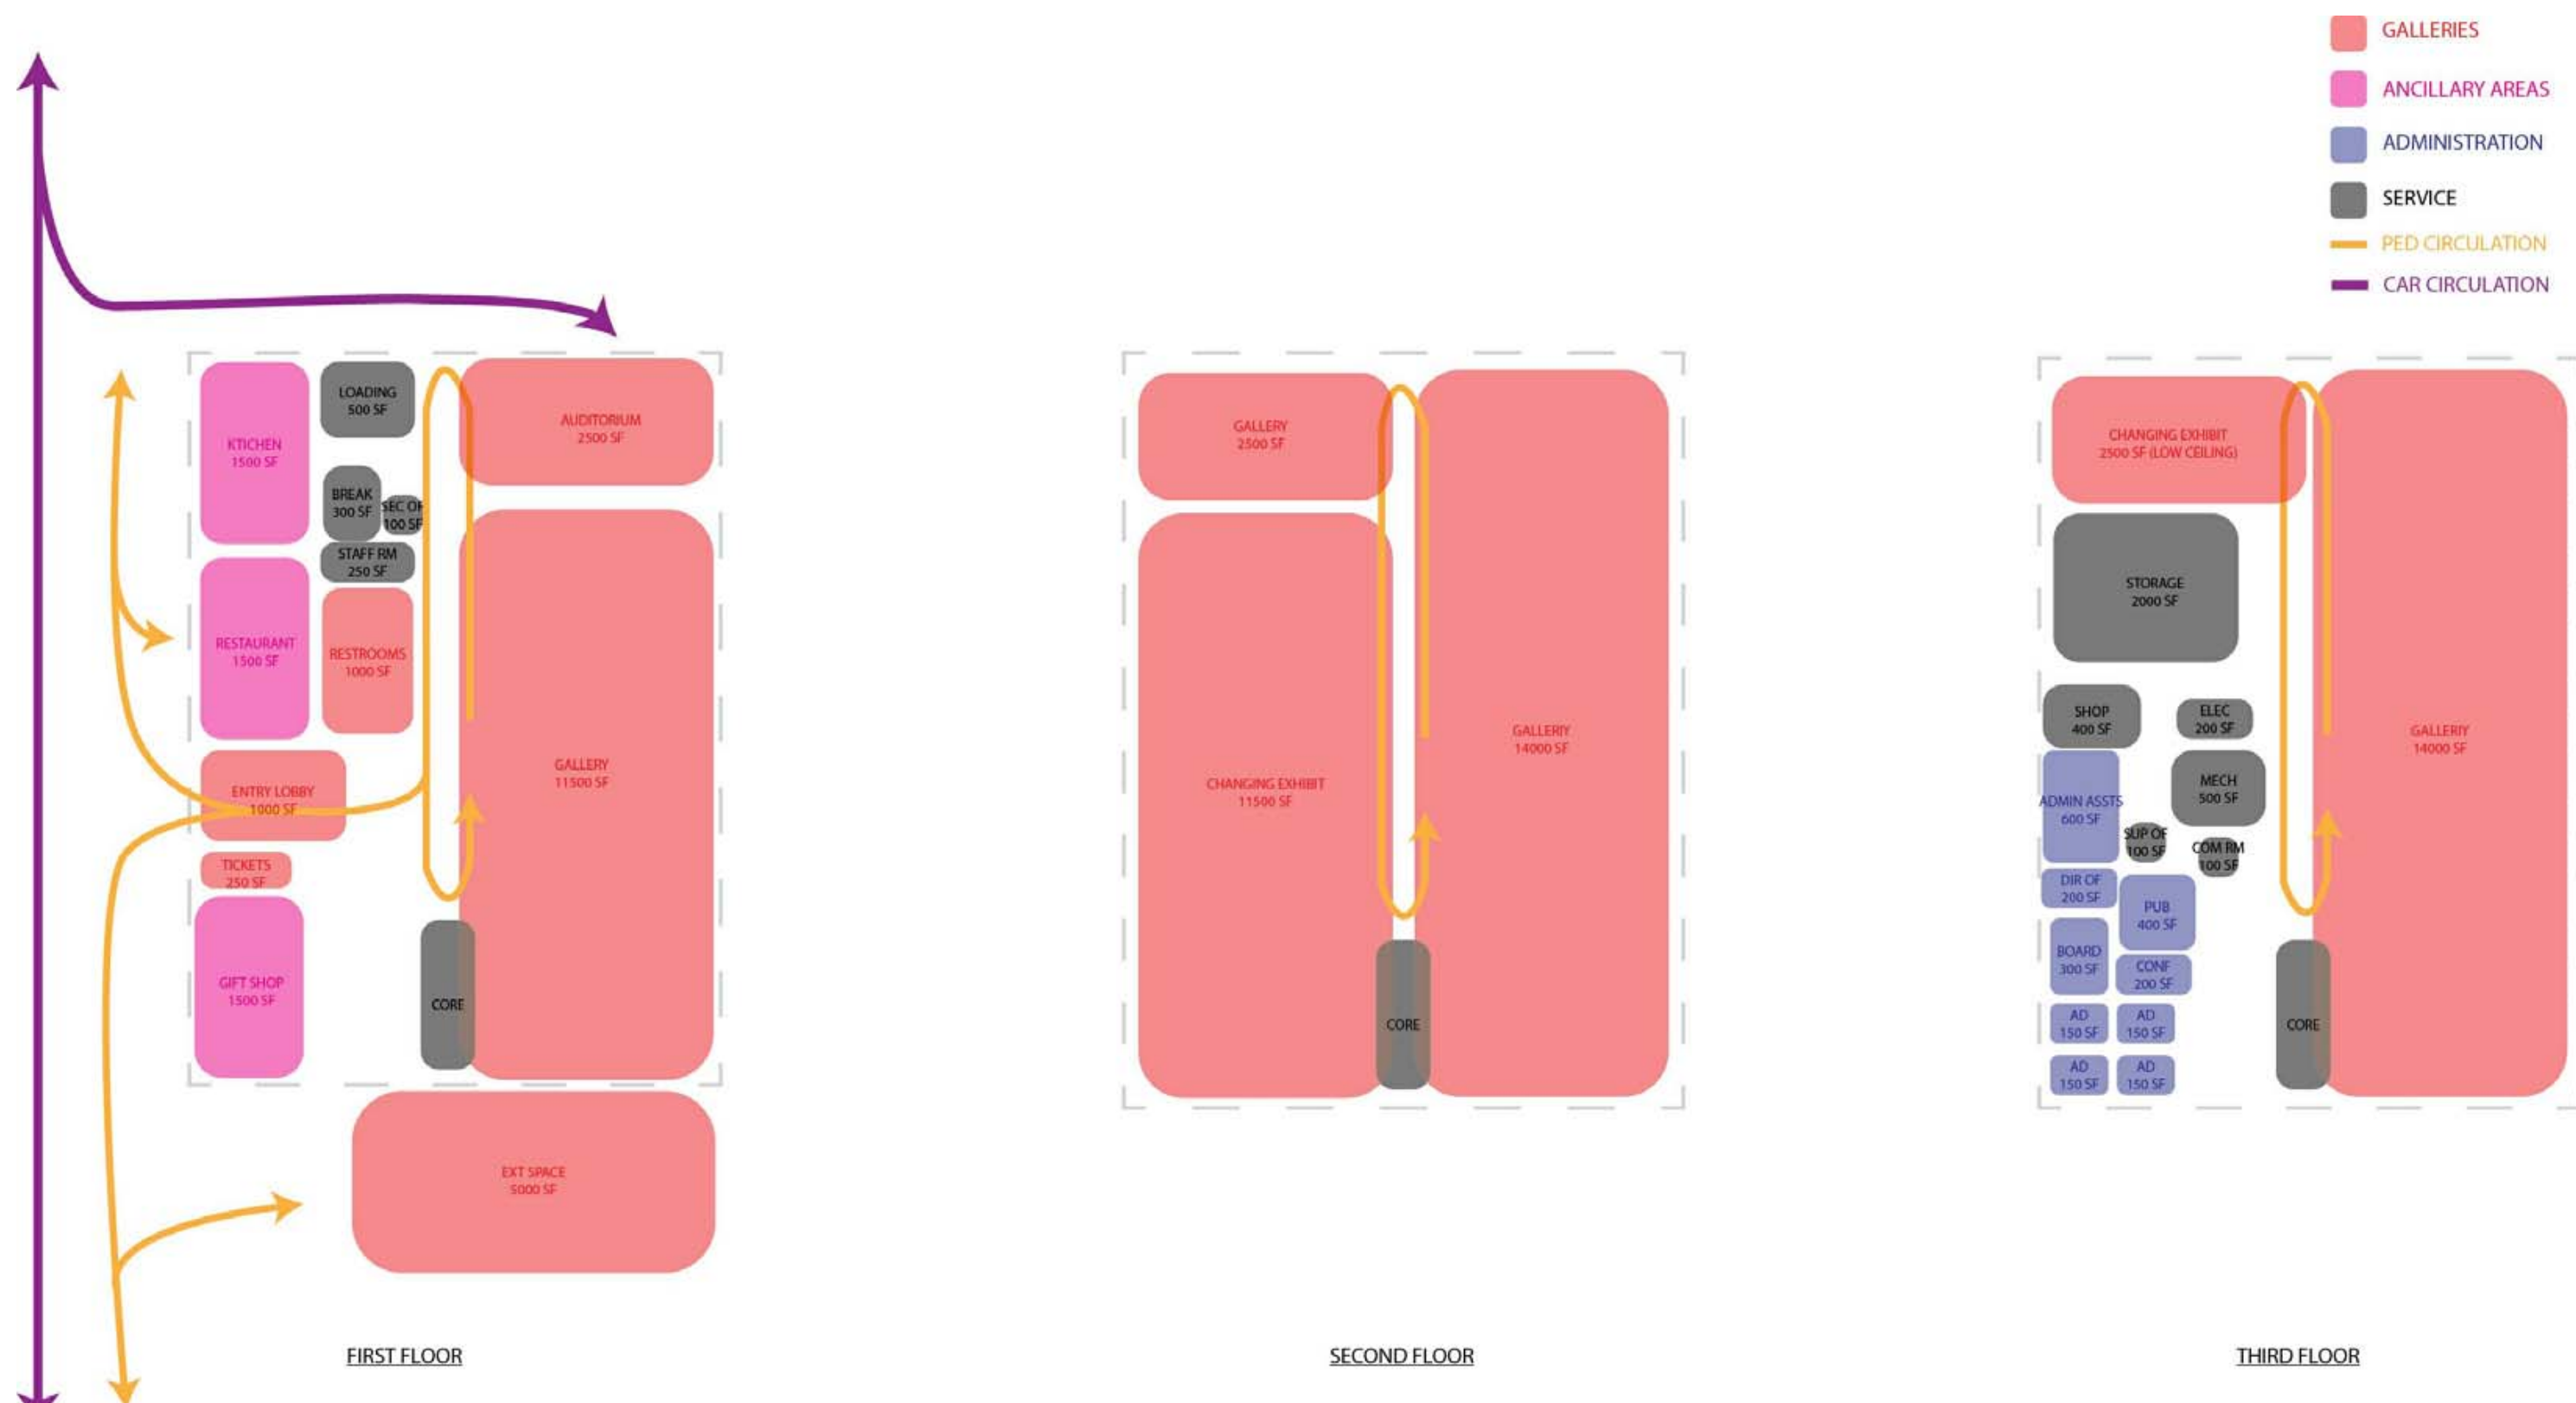 GALLERIES
ANCILLARY AREAS
ADMINISTRATION
SERVICE
PED CIRCULATION
CAR CIRCULATION
KTICHEN
1500 SF
LOADING
500 SF
BREAK
300 SF
SEC OF
100 SF
STAFF RM
250 SF
RESTAURANT
1500 SF
RESTROOMS
1000 SF
ENTRY LOBBY
1000 SF
TICKETS
250 SF
GIFT SHOP
1500 SF
CORE
AUDITORIUM
2500 SF
GALLERY
11500 SF
EXT SPACE
5000 SF
FIRST FLOOR
GALLERY
2500 SF
CHANGING EXHIBIT
11500 SF
GALLERIY
14000 SF
CORE
SECOND FLOOR
CHANGING EXHIBIT
2500 SF (LOW CEILING)
STORAGE
2000 SF
SHOP
400 SF
ELEC
200 SF
MECH
500 SF
ADMIN ASSTS
600 SF
SUP OF
100 SF
COM RM
100 SF
DIR OF
200 SF
PUB
400 SF
BOARD
300 SF
CONF
200 SF
AD
150 SF
AD
150 SF
AD
150 SF
AD
150 SF
CORE
GALLERIY
14000 SF
THIRD FLOOR